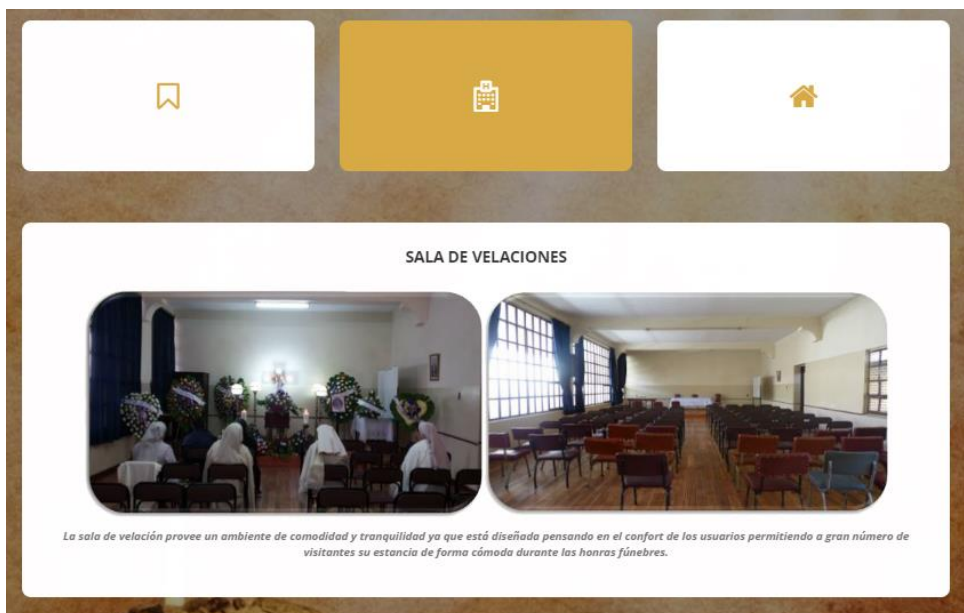 SALA DE VELACIONES
La sala de velación provee un ambiente de comodidad y tranquilidad ya que está diseñada pensando en el confort de los usuarios permitiendo a gran número de
visitantes su estancia de forma cómoda durante las honras fúnebres.